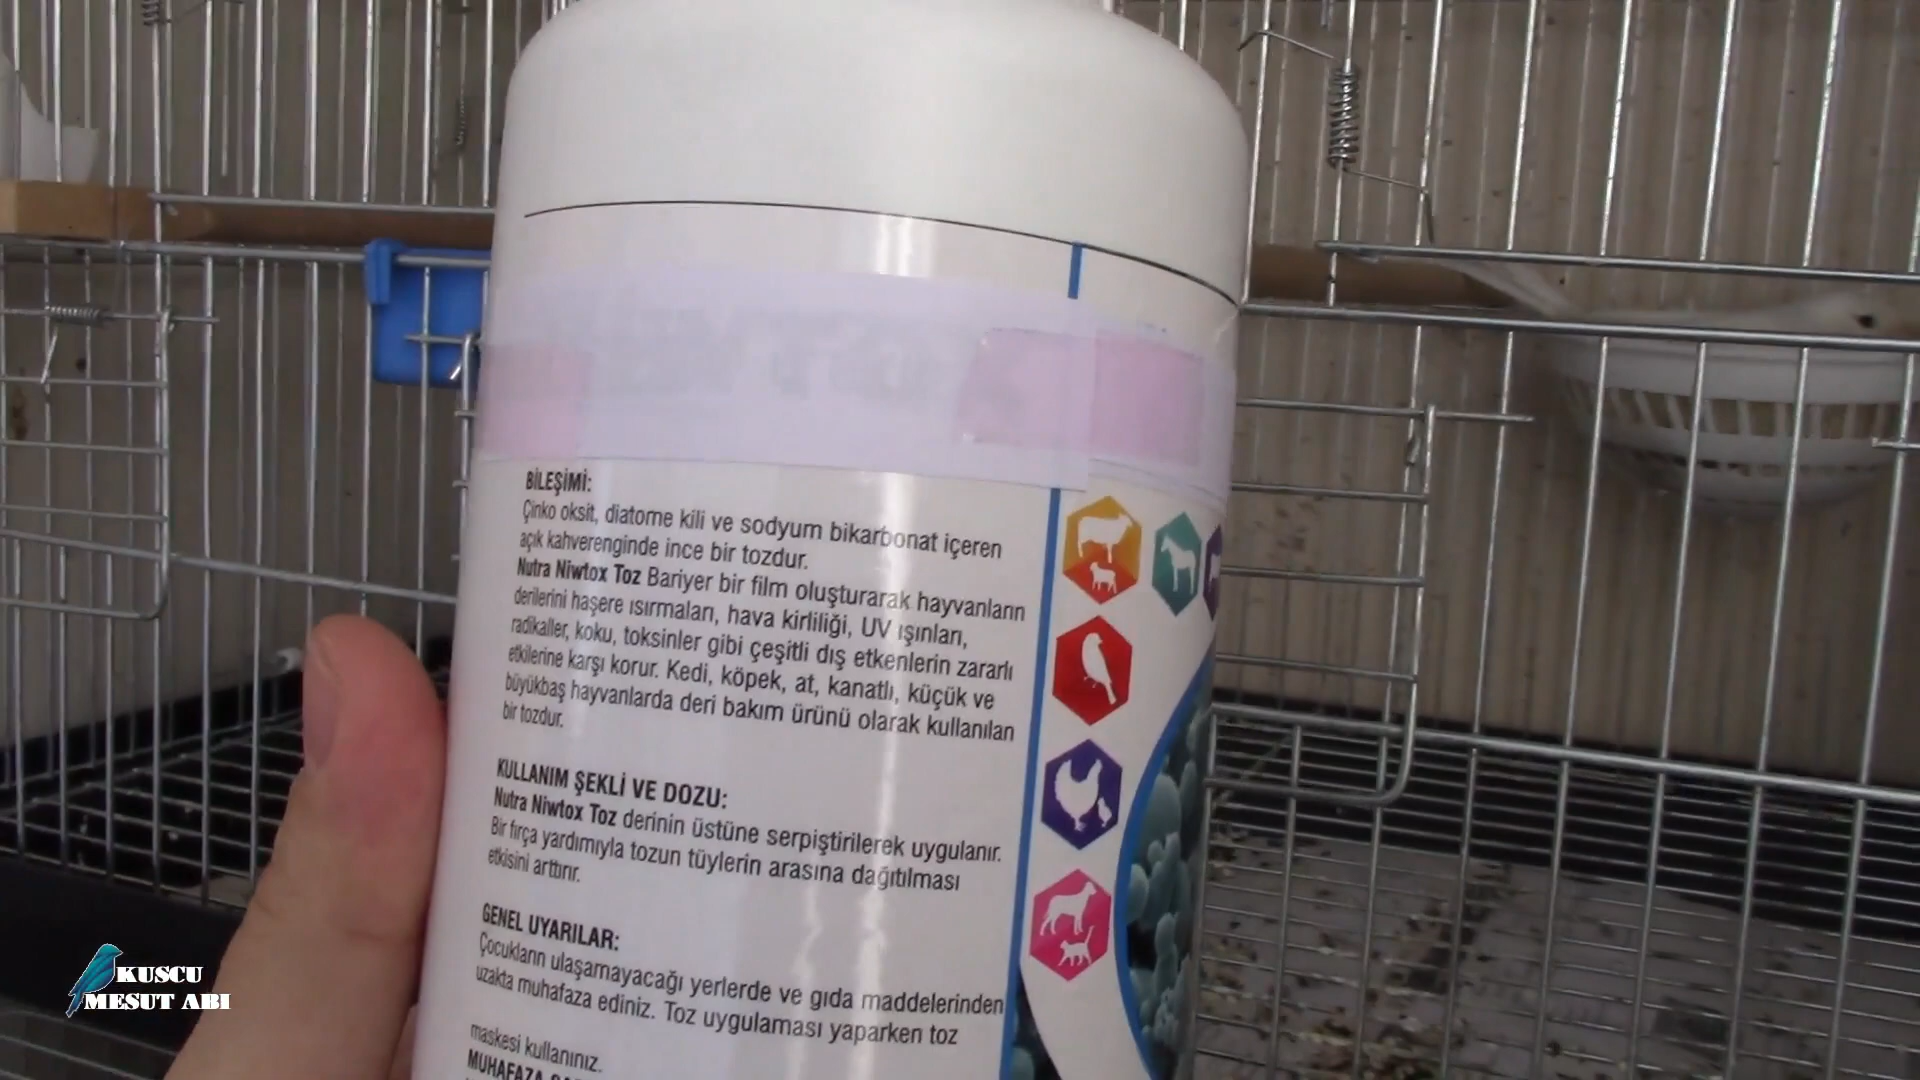 BİLEŞİMİ:
Çinko oksit, diatome kili ve sodyum bikarbonat içeren
açık kahverenginde ince bir tozdur.
Nutra Niwtox Toz Bariyer bir film oluşturarak hayvanların
derilerini haşere ısırmaları, hava kirliliği, UV ışınları,
radikaller, koku, toksinler gibi çeşitli dış etkenlerin zararlı
etkilerine karşı korur. Kedi, köpek, at, kanatlı, küçük ve
büyükbaş hayvanlarda deri bakım ürünü olarak kullanılan
bir tozdur.
KULLANIM ŞEKLİ VE DOZU:
Nutra Niwtox Toz derinin üstüne serpiştirilerek uygulanır.
Bir fırça yardımıyla tozun tüylerin arasına dağıtılması
etkisini arttırır.
GENEL UYARILAR:
Çocukların ulaşamayacağı yerlerde ve gıda maddelerinden
uzakta muhafaza ediniz. Toz uygulaması yaparken toz
maskesi kullanınız.
MUHAFAZA
KUSCU
MESUT ABI